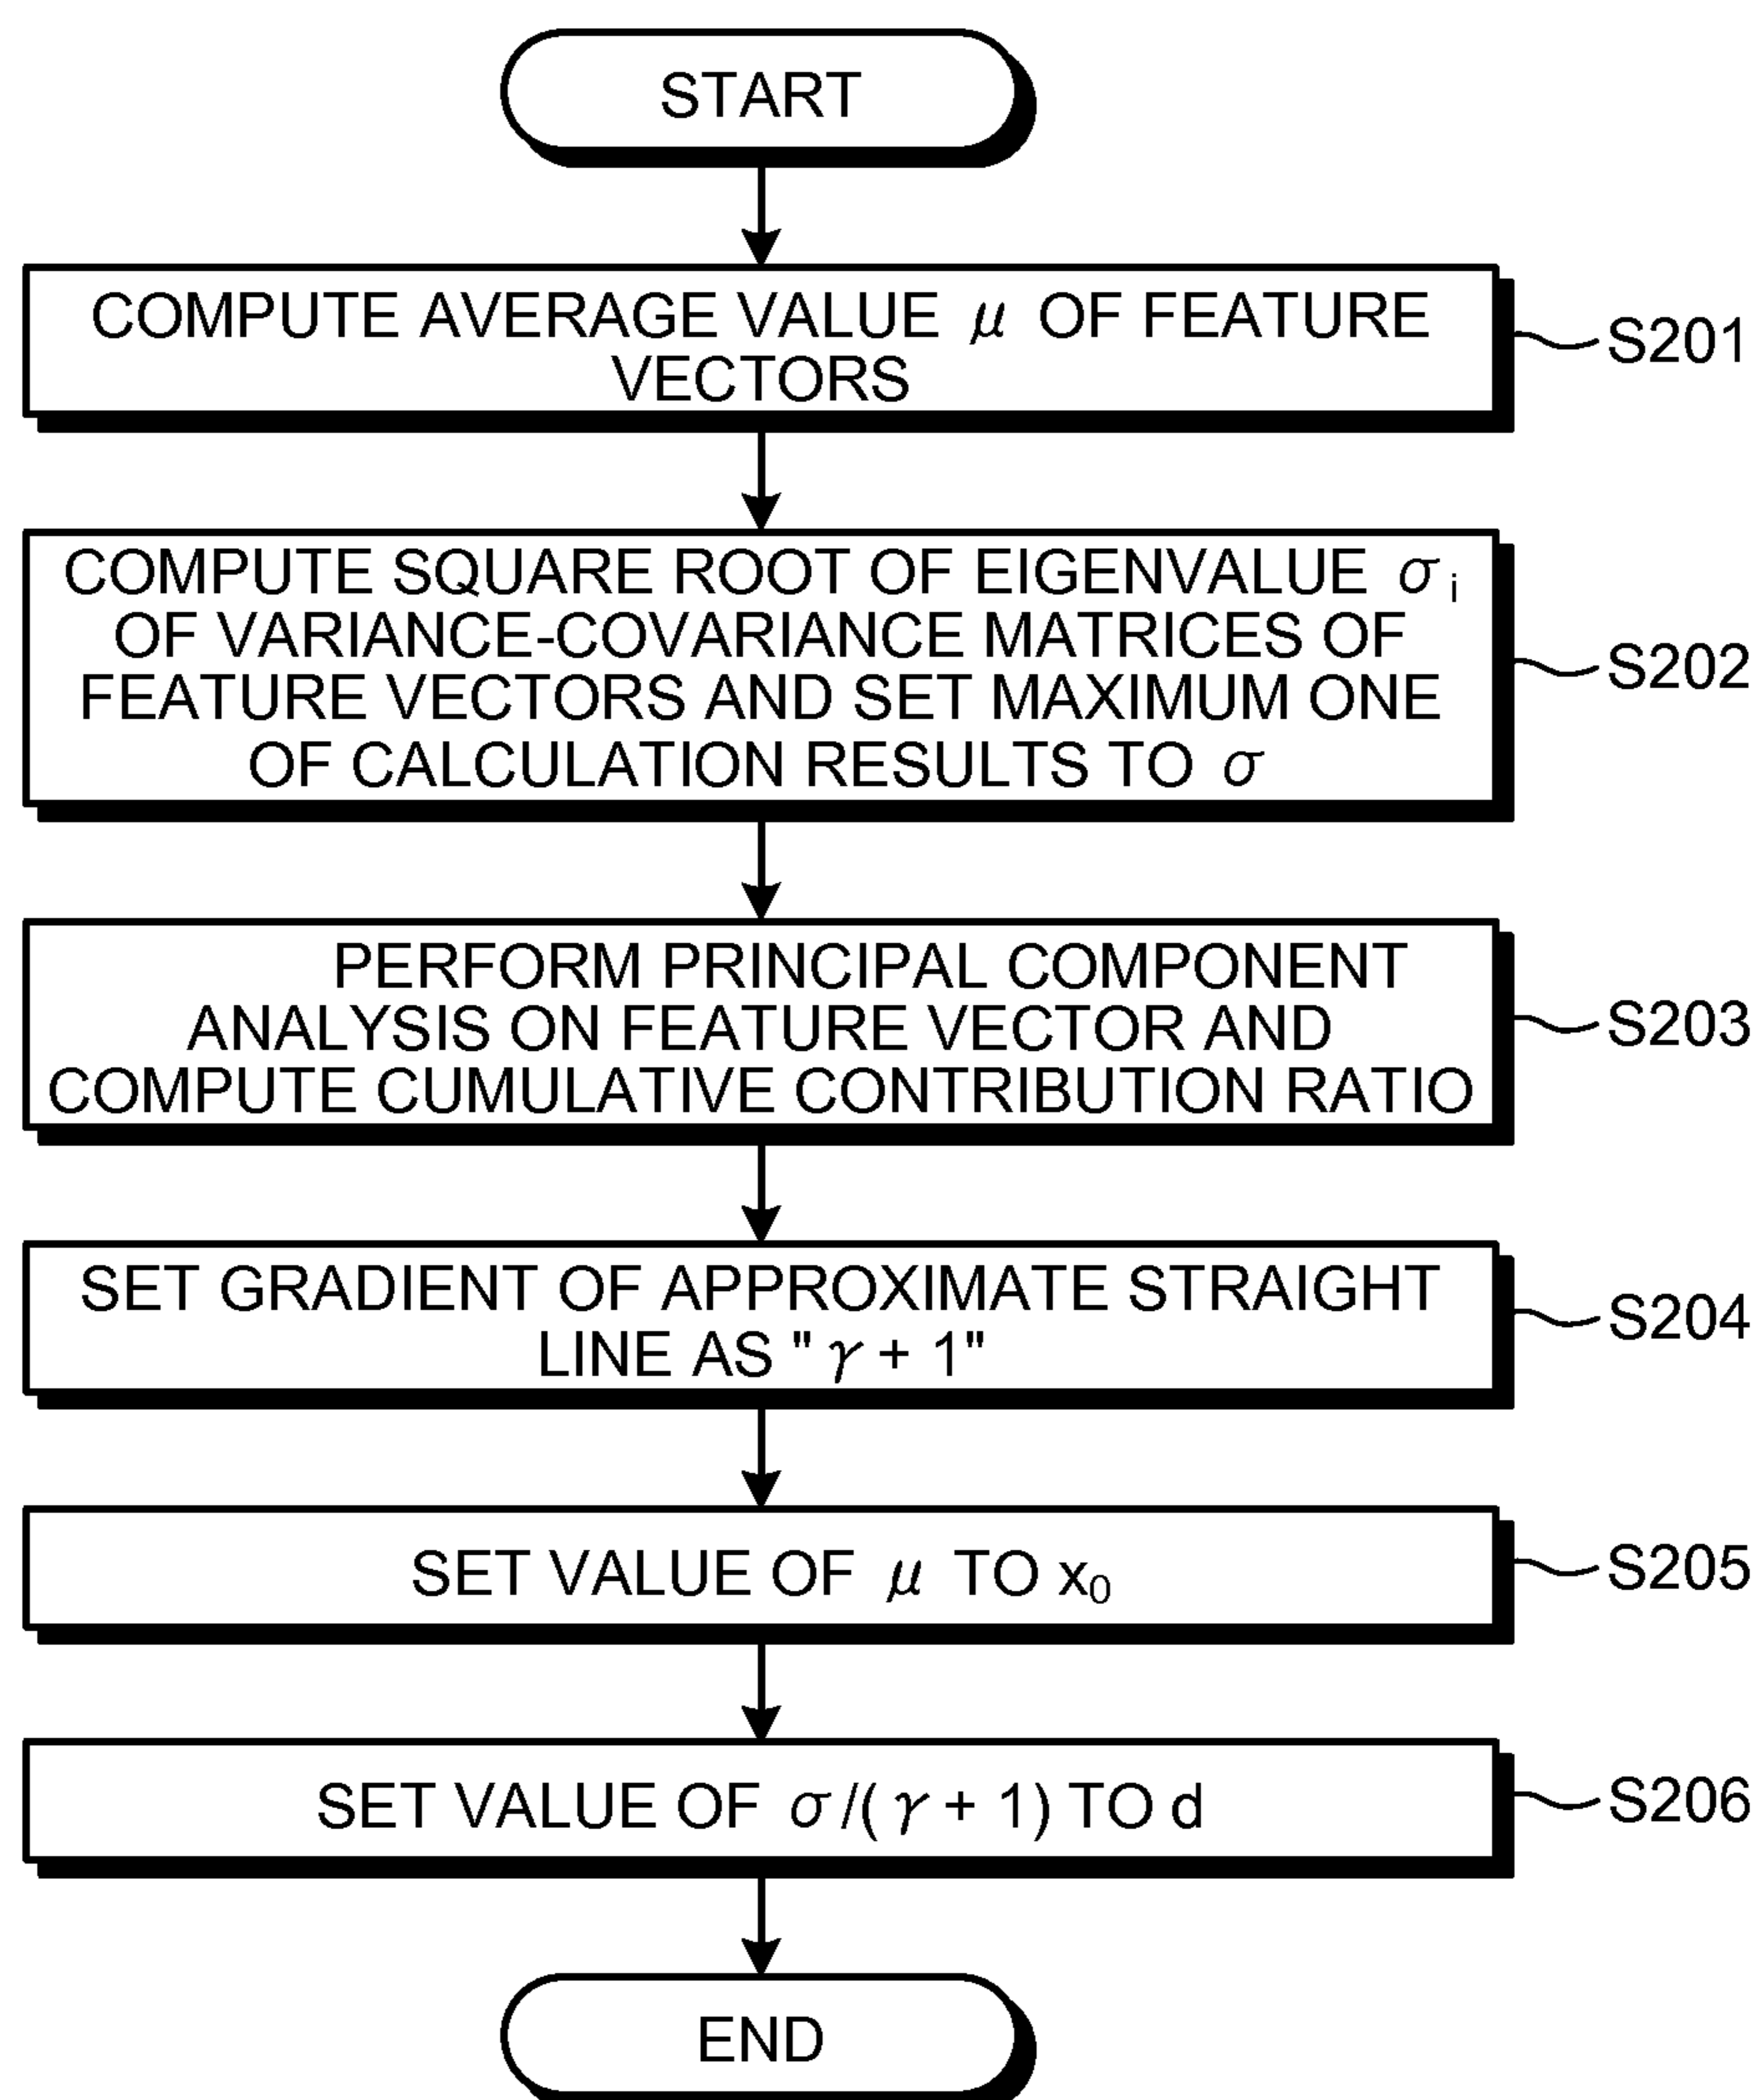 START
COMPUTE AVERAGE VALUE μ OF FEATURE
VECTORS
S201
COMPUTE SQUARE ROOT OF EIGENVALUE σi
OF VARIANCE-COVARIANCE MATRICES OF
FEATURE VECTORS AND SET MAXIMUM ONE
OF CALCULATION RESULTS TO σ
S202
PERFORM PRINCIPAL COMPONENT
ANALYSIS ON FEATURE VECTOR AND
COMPUTE CUMULATIVE CONTRIBUTION RATIO
S203
SET GRADIENT OF APPROXIMATE STRAIGHT
LINE AS "γ + 1"
S204
SET VALUE OF μ TO x0
S205
SET VALUE OF σ/(γ + 1) TO d
S206
END